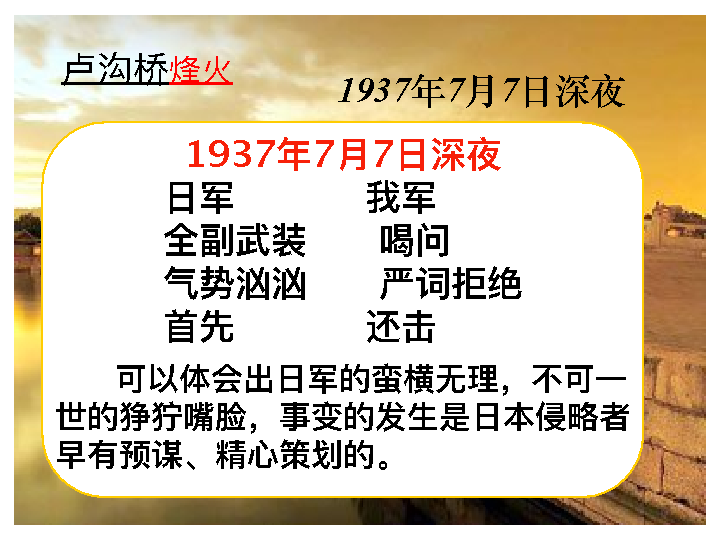 卢沟桥烽火
1937年7月7日深夜
1937年7月7日深夜
日军 我军
全副武装 喝问
气势汹汹 严词拒绝
首先 还击
可以体会出日军的蛮横无理，不可一
世的狰狞嘴脸，事变的发生是日本侵略者
早有预谋、精心策划的。